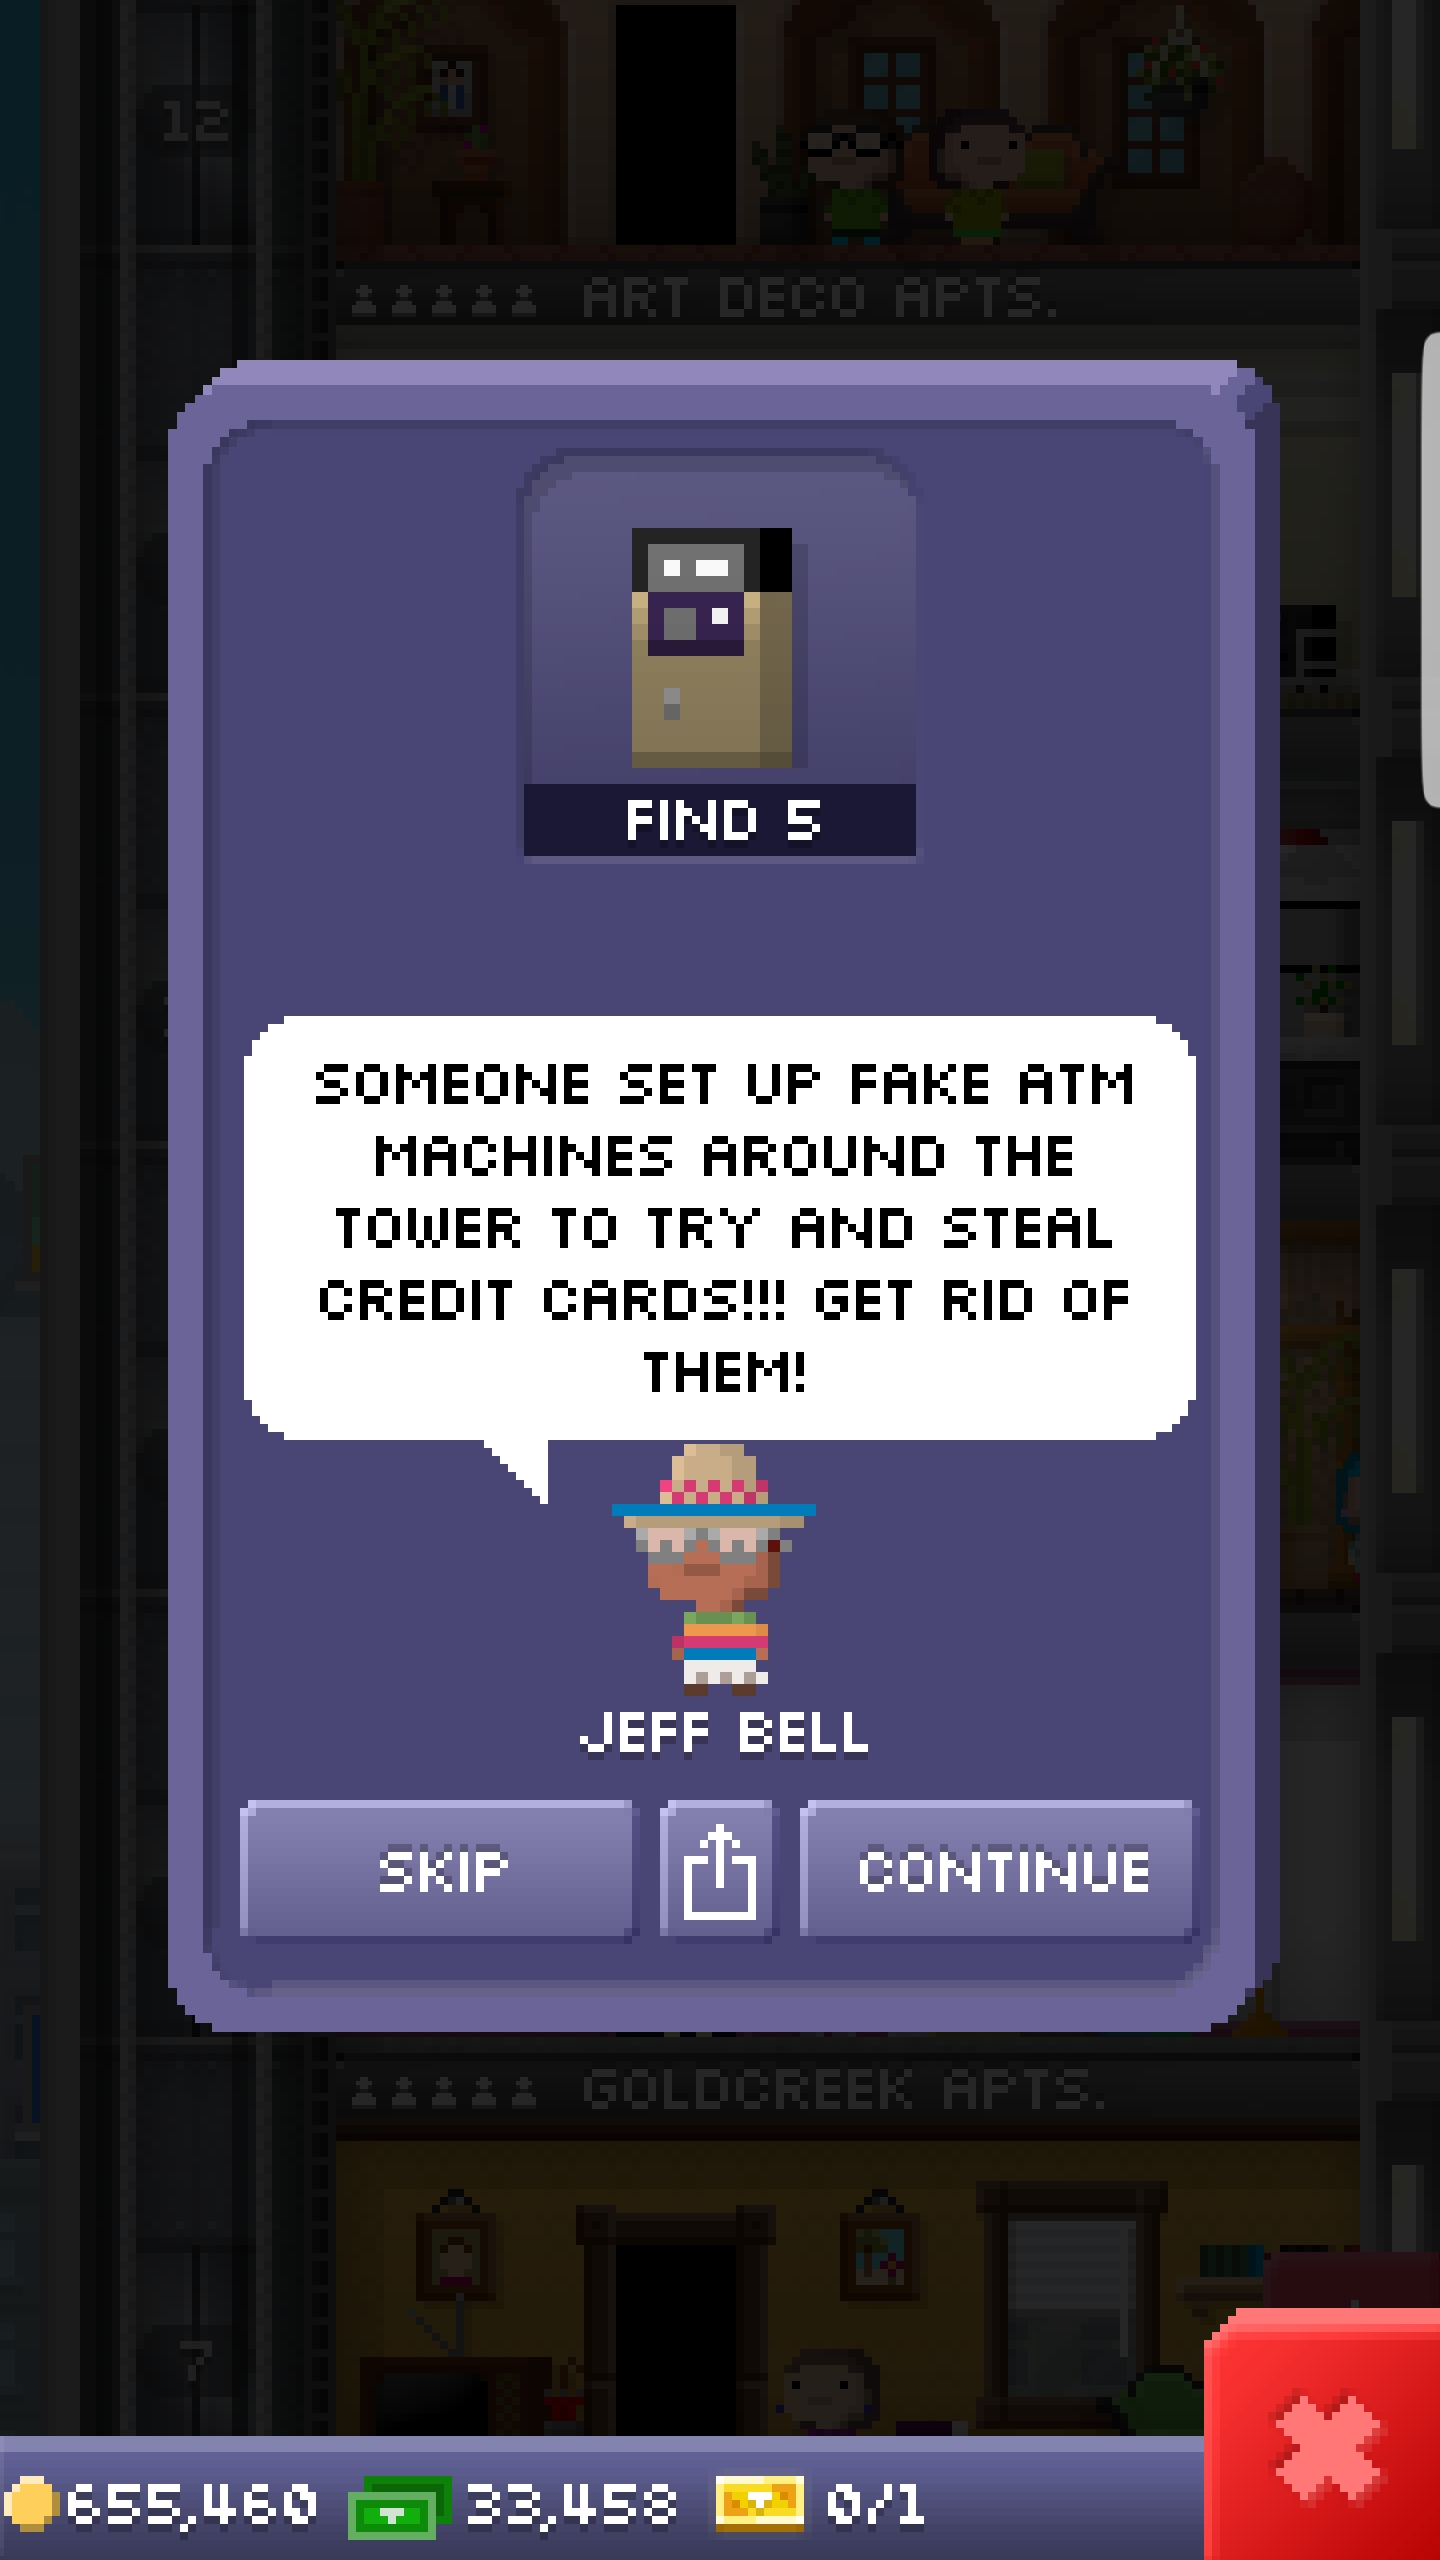 12
ART DECO APTS.
FIND 5
SOMEONE SET UP FAKE ATM
MACHINES AROUND THE
TOWER TO TRY AND STEAL
CREDIT CARDS!!! GET RID OF
THEM!
JEFF BELL
SKIP
CONTINUE
GOLDCREEK APTS.
7
655,460
33,458
0/1